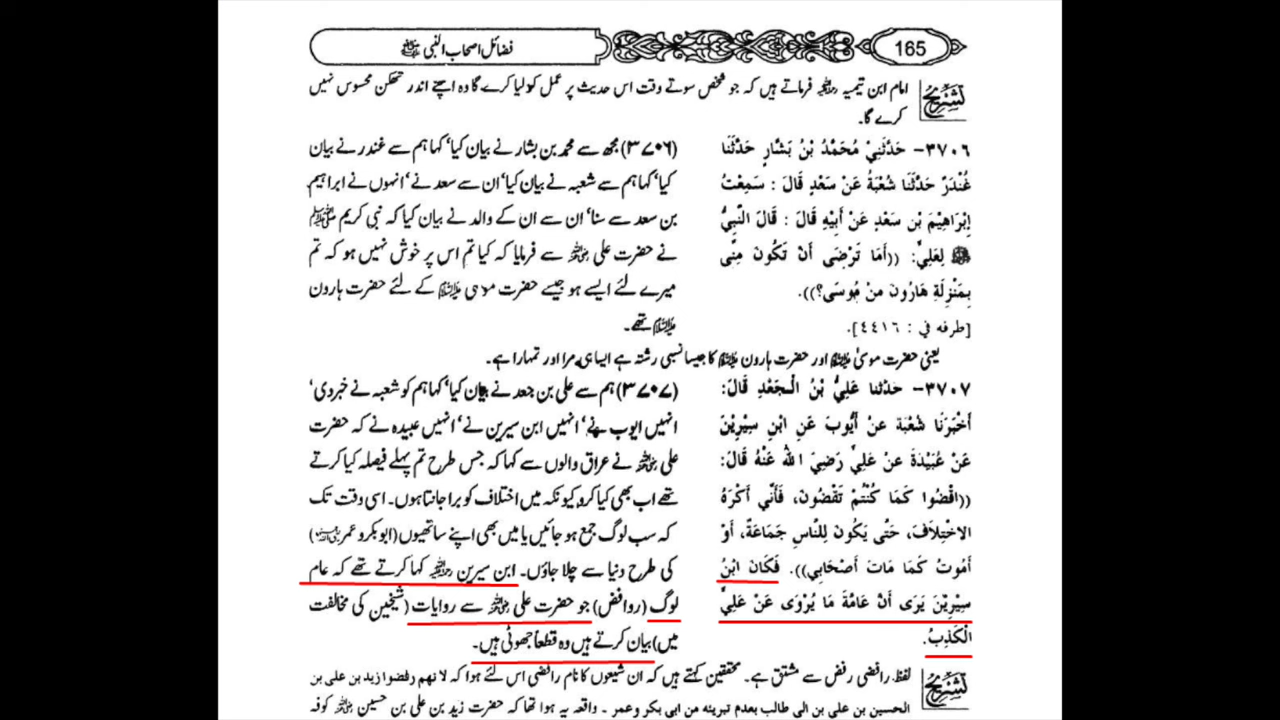 165
فضائل اصحاب النبی ﷺ
تشریح
امام ابن تیمیہ رحمہ اللہ فرماتے ہیں کہ جو شخص سوتے وقت اس حدیث پر عمل کو لیا کرے گا وہ اپنے اندر تھکن محسوس نہیں
کرے گا۔
٣٧٠٦- حَدَّثَنِيْ مُحَمَّدُ بْنُ بَشَّارٍ حَدَّثَنَا
غُنْدَرٌ حَدَّثَنَا شُعْبَةُ عَنْ سَعْدٍ قَالَ : سَمِعْتُ
إِبْرَاهِيْمَ بْنَ سَعْدٍ عَنْ أَبِيْهِ قَالَ : قَالَ النَّبِيُّ
ﷺ لِعَلِيٍّ: ((أَمَا تَرْضَى أَنْ تَكُونَ مِنِّى
بِمَنْزِلَةِ هَارُونَ مِنْ مُوسَى؟)).
[طرفه في : ٤٤١٦].
(۳۷۰۶) مجھ سے محمد بن بشار نے بیان کیا‘ کہا ہم سے غندر نے بیان
کیا‘ کہا ہم سے شعبہ نے بیان کیا‘ ان سے سعد نے‘ انہوں نے ابراہیم
بن سعد سے سنا‘ ان سے ان کے والد نے بیان کیا کہ نبی کریم ﷺ
نے حضرت علی رضی اللہ عنہ سے فرمایا کہ کیا تم اس پر خوش نہیں ہو کہ تم
میرے لئے ایسے ہو جیسے حضرت موسی علیہ السلام کے لئے حضرت ہارون
علیہ السلام تھے۔
یعنی حضرت موسیٰ علیہ السلام اور حضرت ہارون علیہ السلام کا جیسا نسبی رشتہ ہے ایسا ہی مرا اور تمہارا ہے۔
٣٧٠٧- حَدَّثَنَا عَلِيُّ بْنُ الْـجَعْدِ قَالَ:
أَخْبَرَنَا شُعْبَةُ عَنْ أَيُّوبَ عَنِ ابْنِ سِيْرِيْنَ
عَنْ عُبَيْدَةَ عَنْ عَلِيٍّ رَضِيَ اللهُ عَنْهُ قَالَ:
((اقْضُوا كَمَا كُنْتُمْ تَقْضُونَ، فَأَنِّي أَكْرَهُ
الاخْتِلَافَ، حَتَّى يَكُونَ لِلنَّاسِ جَمَاعَةٌ، أَوْ
أَمُوتُ كَمَا مَاتَ أَصْحَابِي)). فَكَانَ ابْنُ
سِيْرِيْنَ يَرَى أَنَّ عَامَّةَ مَا يُرْوَى عَنْ عَلِيٍّ
الْكَذِبُ.
(۳۷۰۷) ہم سے علی بن جعد نے بیان کیا‘ کہا ہم کو شعبہ نے خبر دی‘
انہیں ایوب نے‘ انہیں ابن سیرین نے‘ انہیں عبیدہ نے کہ حضرت
علی رضی اللہ عنہ نے عراق والوں سے کہا کہ جس طرح تم پہلے فیصلہ کیا کرتے
تھے اب بھی کیا کرو کیونکہ میں اختلاف کو برا جانتا ہوں۔ اسی وقت تک
کہ سب لوگ جمع ہو جائیں یا میں بھی اپنے ساتھیوں (ابو بکر و عمر رضی اللہ عنہما)
کی طرح دنیا سے چلا جاؤں۔ ابن سیرین رحمہ اللہ کہا کرتے تھے کہ عام
لوگ (روافض) جو حضرت علی رضی اللہ عنہ سے روایات (شیخین کی مخالفت
میں) بیان کرتے ہیں وہ قطعاً جھوٹی ہیں۔
تشریح
لفظ رافضی رفض سے مشتق ہے۔ محققین کہتے ہیں کہ ان شیعوں کا نام رافضی اس لئے ہوا کہ لانهم رفضوا زيد بن على بن
الحسين بن على بن ابى طالب بعدم تبرئته من ابى بكر وعمر ۔ واقعہ یہ ہوا تھا کہ حضرت زید بن علی بن حسین رضی اللہ عنہ کوفہ